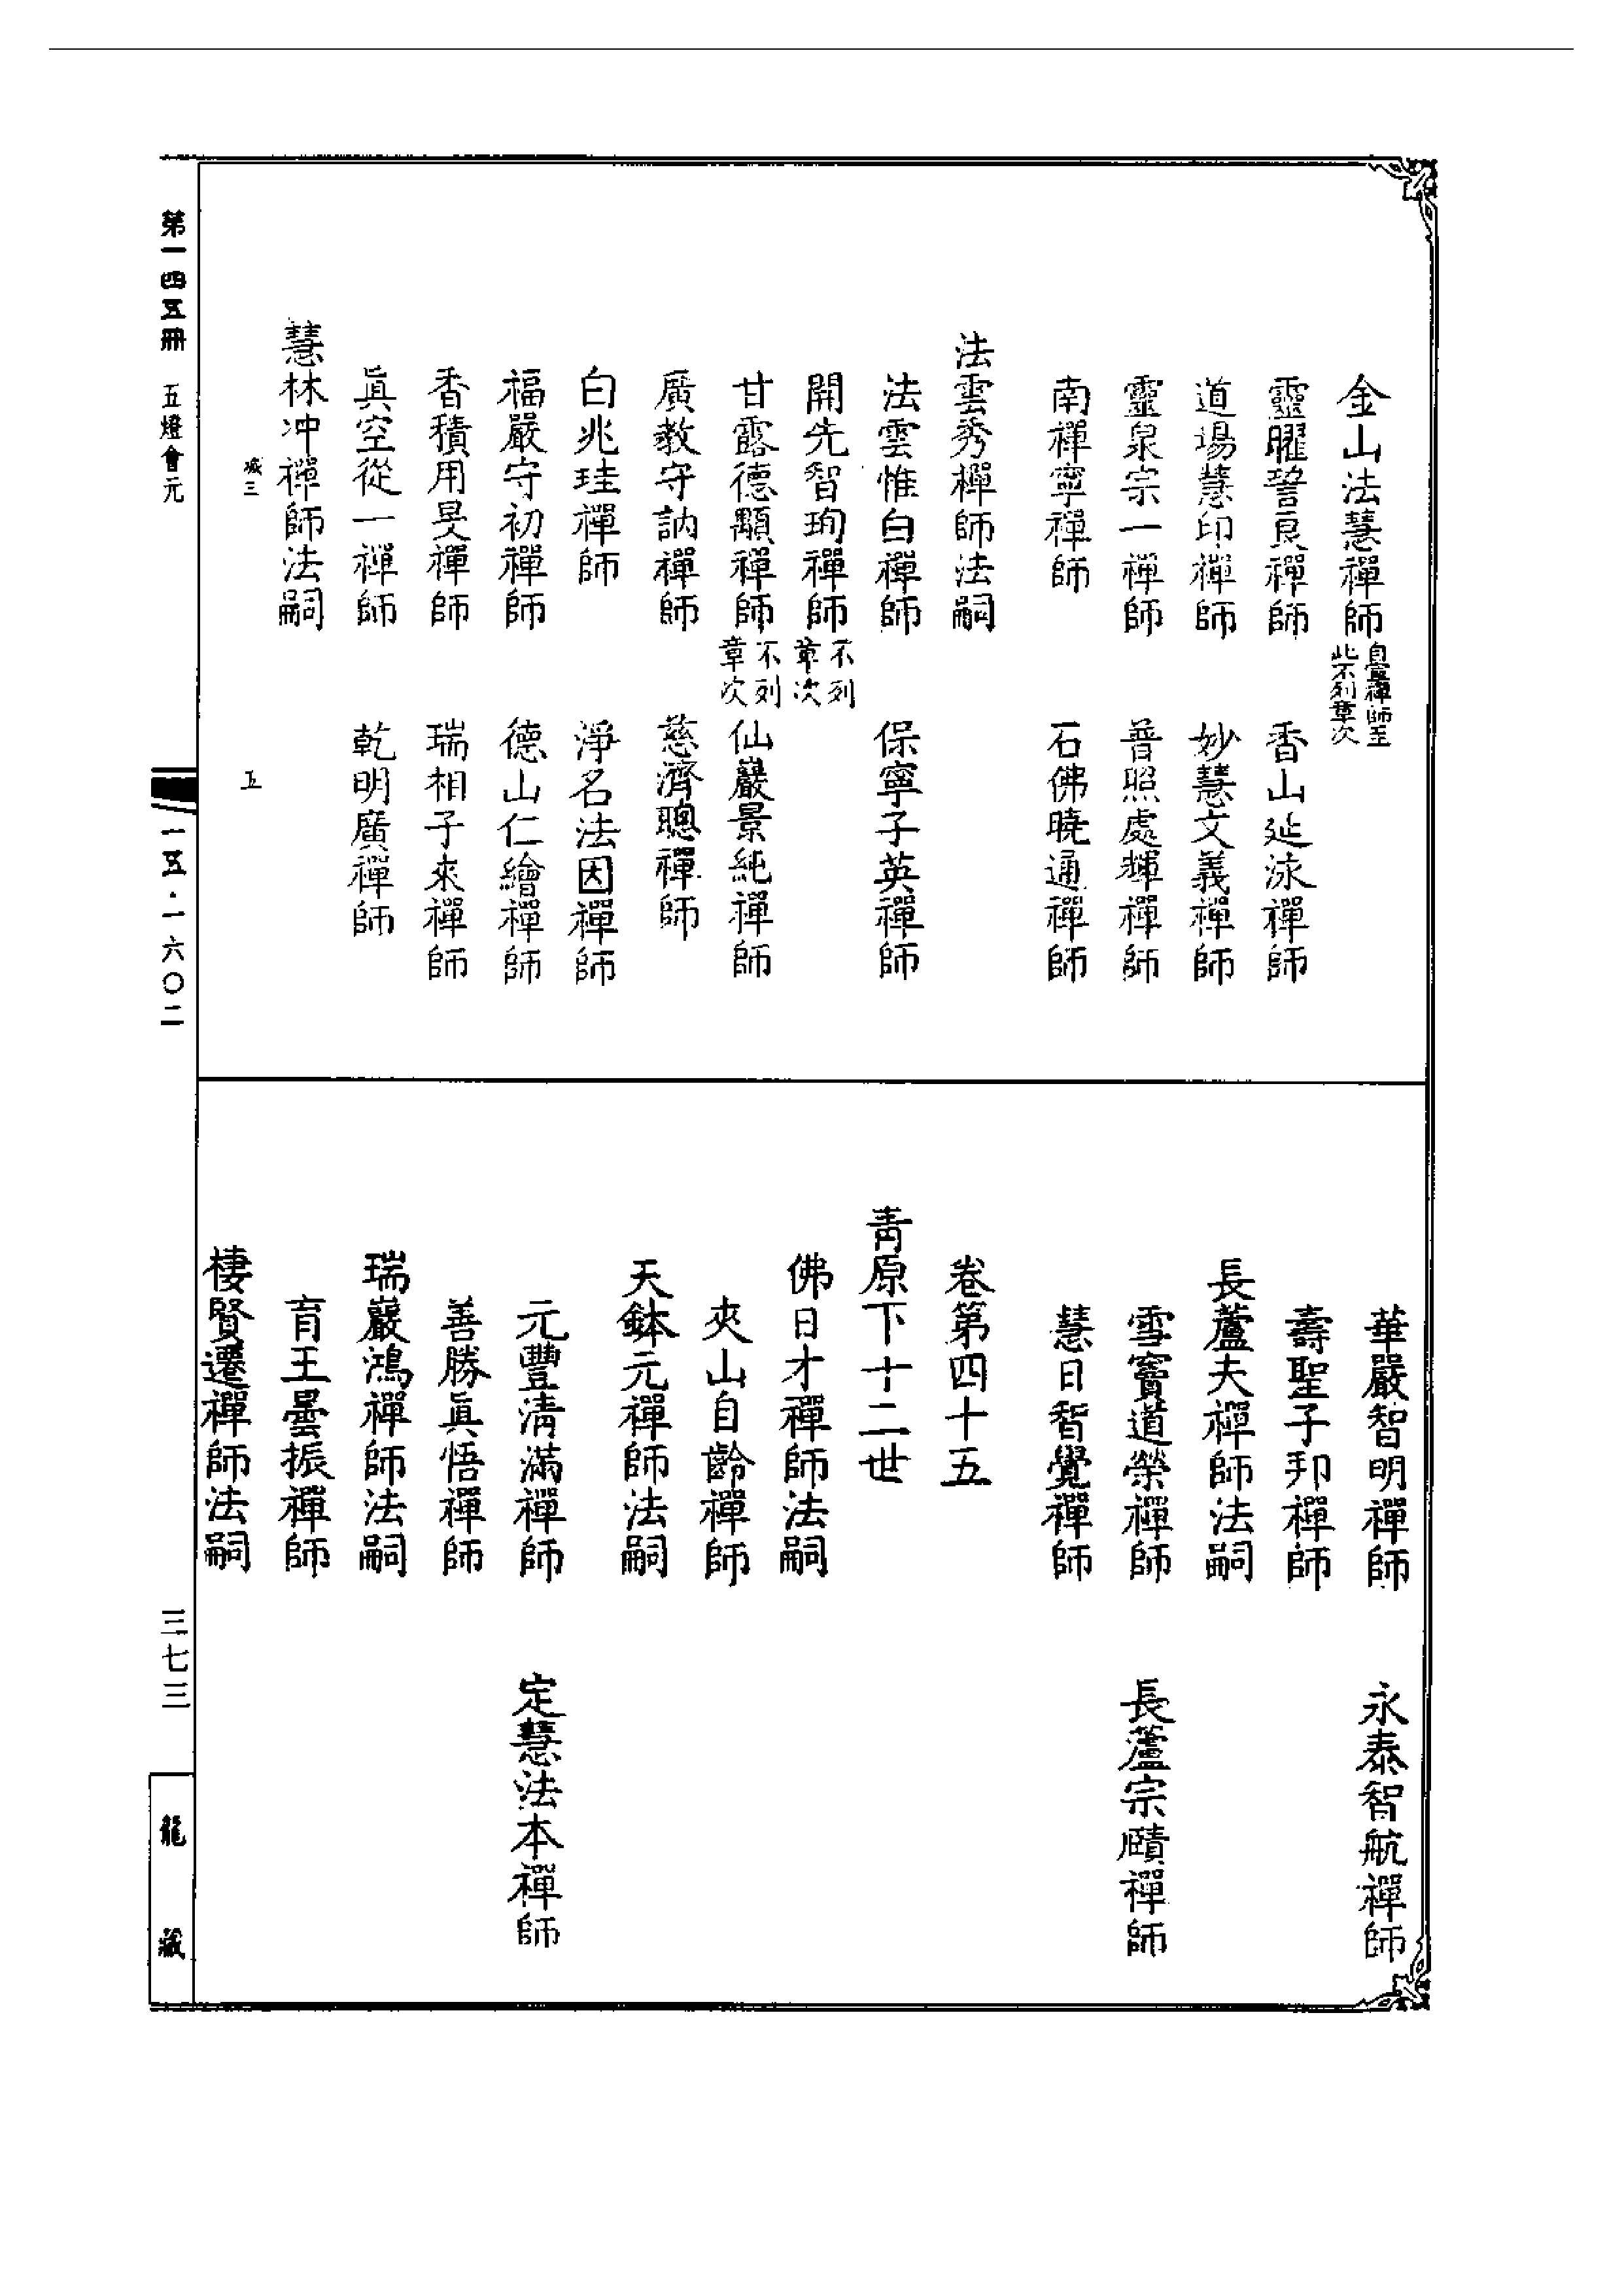 金山法慧禪師自寶禪師至此不列章次
靈曜䛒良禪師 香山延泳禪師
道場慧印禪師 妙慧文義禪師
靈泉宗一禪師 普照處輝禪師
南禪寧禪師 石佛曉通禪師
法雲秀禪師法嗣
法雲惟白禪師 保寧子英禪師
開先智珣禪師不列章次
甘露德顒禪師不列章次 仙巖景純禪師
廣教守訥禪師 慈濟聰禪師
白兆珪禪師 淨名法因禪師
福嚴守初禪師 德山仁繪禪師
香積用旻禪師 瑞相子來禪師
眞空從一禪師 乾明廣禪師
慧林冲禪師法嗣
三 五
華嚴智明禪師 永泰智航禪師
壽聖子邦禪師
長蘆夫禪師法嗣
雪竇道榮禪師 長蘆宗賾禪師
慧日智覺禪師
卷第四十五
青原下十二世
佛日才禪師法嗣
夾山自齡禪師
天鉢元禪師法嗣
元豐清滿禪師 定慧法本禪師
善勝眞悟禪師
瑞巖鴻禪師法嗣
育王曇振禪師
棲賢遷禪師法嗣
第一四五冊 五燈會元 一五·一六〇二 三七三 龍藏